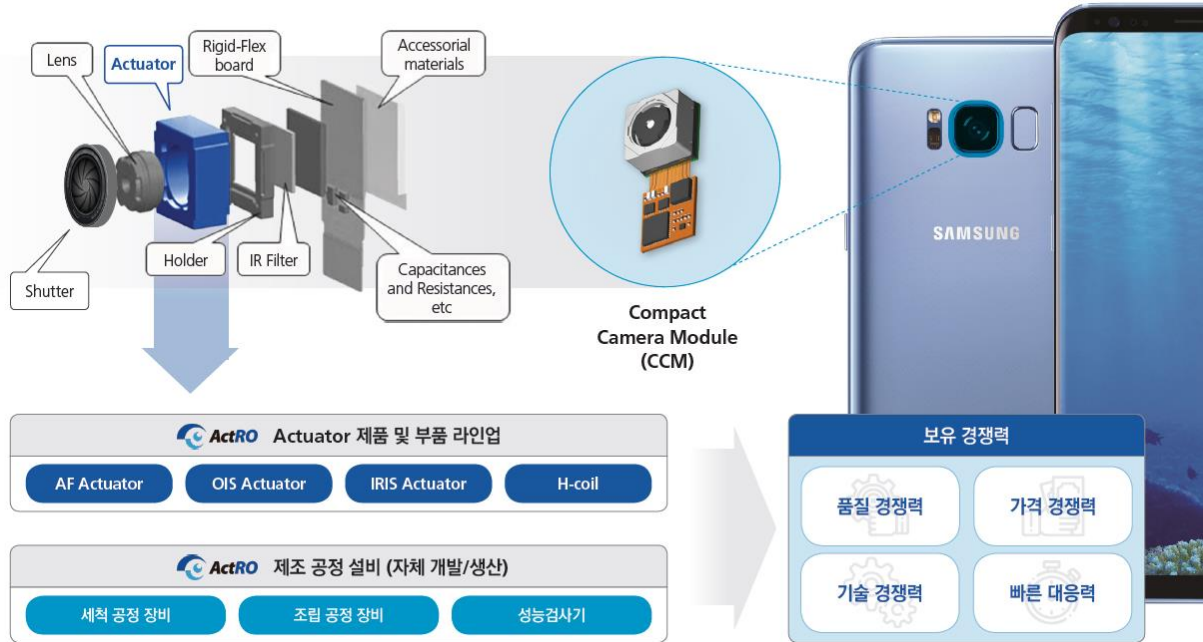 Lens
Actuator
Rigid-Flex
board
Accessorial
materials
Shutter
Holder
IR Filter
Capacitances
and Resistances,
etc
Compact
Camera Module
(CCM)
SAMSUNG
ActRO Actuator 제품 및 부품 라인업
AF Actuator
OIS Actuator
IRIS Actuator
H-coil
ActRO 제조 공정 설비 (자체 개발/생산)
세척 공정 장비
조립 공정 장비
성능검사기
보유 경쟁력
품질 경쟁력
가격 경쟁력
기술 경쟁력
빠른 대응력